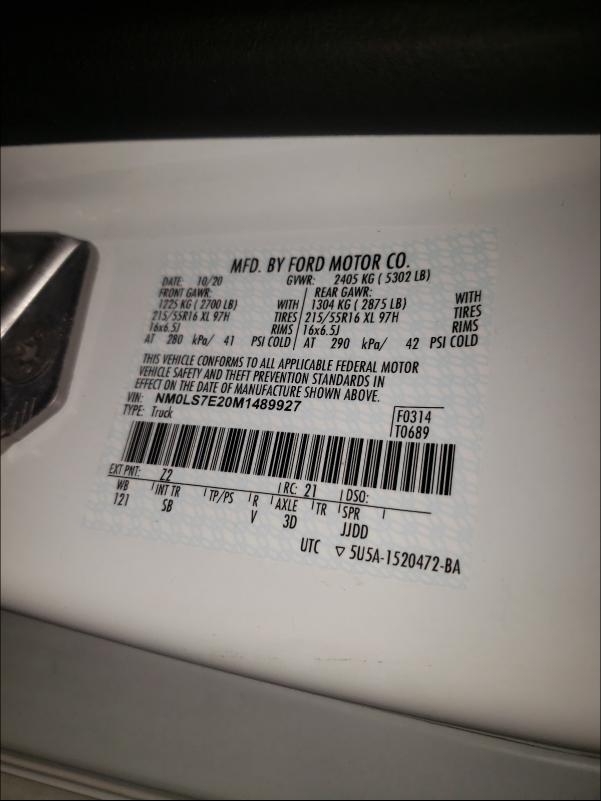 MFD. BY FORD MOTOR CO.
DATE: 10/20 GVWR: 2405 KG ( 5302 LB)
FRONT GAWR: REAR GAWR:
1225 KG ( 2700 LB) WITH 1304 KG ( 2875 LB) WITH
215/55R16 XL 97H TIRES 215/55R16 XL 97H TIRES
16x6.5J RIMS 16x6.5J RIMS
AT 280 kPa/ 41 PSI COLD AT 290 kPa/ 42 PSI COLD
THIS VEHICLE CONFORMS TO ALL APPLICABLE FEDERAL MOTOR
VEHICLE SAFETY AND THEFT PREVENTION STANDARDS IN
EFFECT ON THE DATE OF MANUFACTURE SHOWN ABOVE.
VIN: NM0LS7E20M1489927
TYPE: Truck
F0314
T0689
EXT PNT: Z2 RC: 21 DSO:
WB INT TR TP/PS R AXLE TR SPR
121 SB V 3D JJDD
UTC ▽ 5U5A-1520472-BA